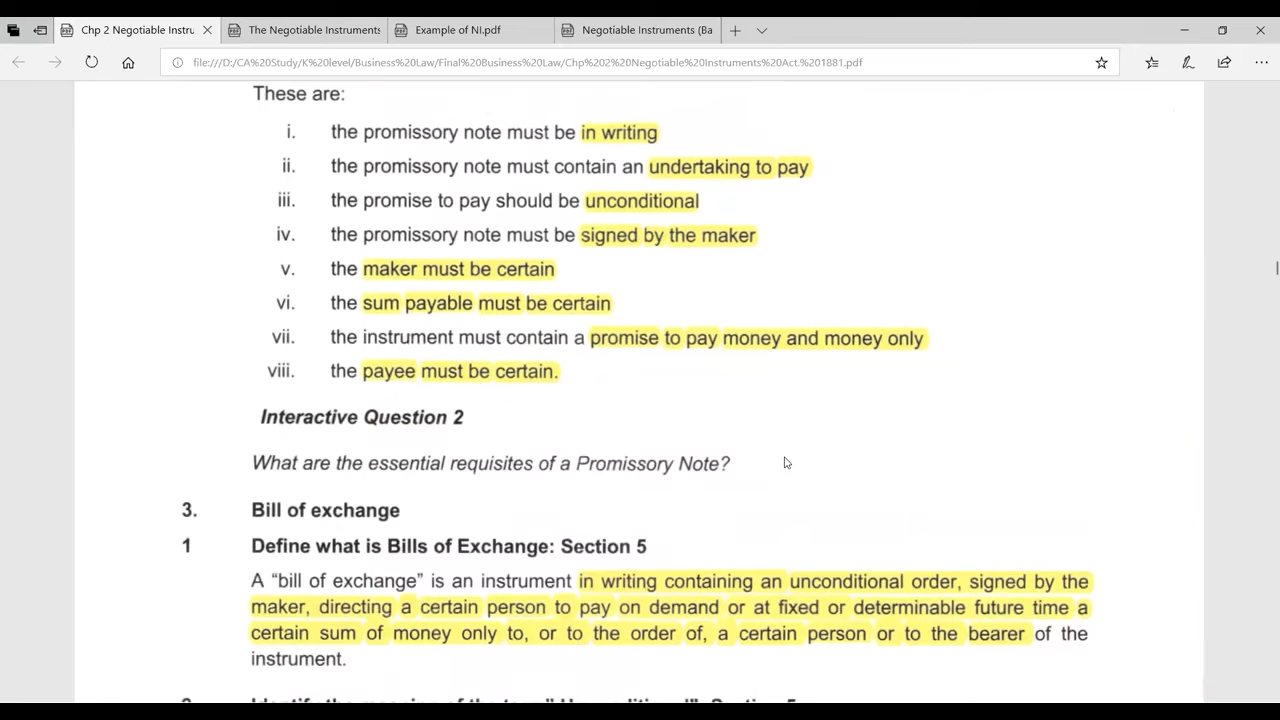 Chp 2 Negotiable Instru
The Negotiable Instruments
Example of NI.pdf
Negotiable Instruments (Ba
file:///D:/CA%20Study/K%20level/Business%20Law/Final%20Business%20Law/Chp%202%20Negotiable%20Instruments%20Act.%201881.pdf
These are:
i. the promissory note must be in writing
ii. the promissory note must contain an undertaking to pay
iii. the promise to pay should be unconditional
iv. the promissory note must be signed by the maker
v. the maker must be certain
vi. the sum payable must be certain
vii. the instrument must contain a promise to pay money and money only
viii. the payee must be certain.
Interactive Question 2
What are the essential requisites of a Promissory Note?
3. Bill of exchange
1 Define what is Bills of Exchange: Section 5
A “bill of exchange” is an instrument in writing containing an unconditional order, signed by the
maker, directing a certain person to pay on demand or at fixed or determinable future time a
certain sum of money only to, or to the order of, a certain person or to the bearer of the
instrument.